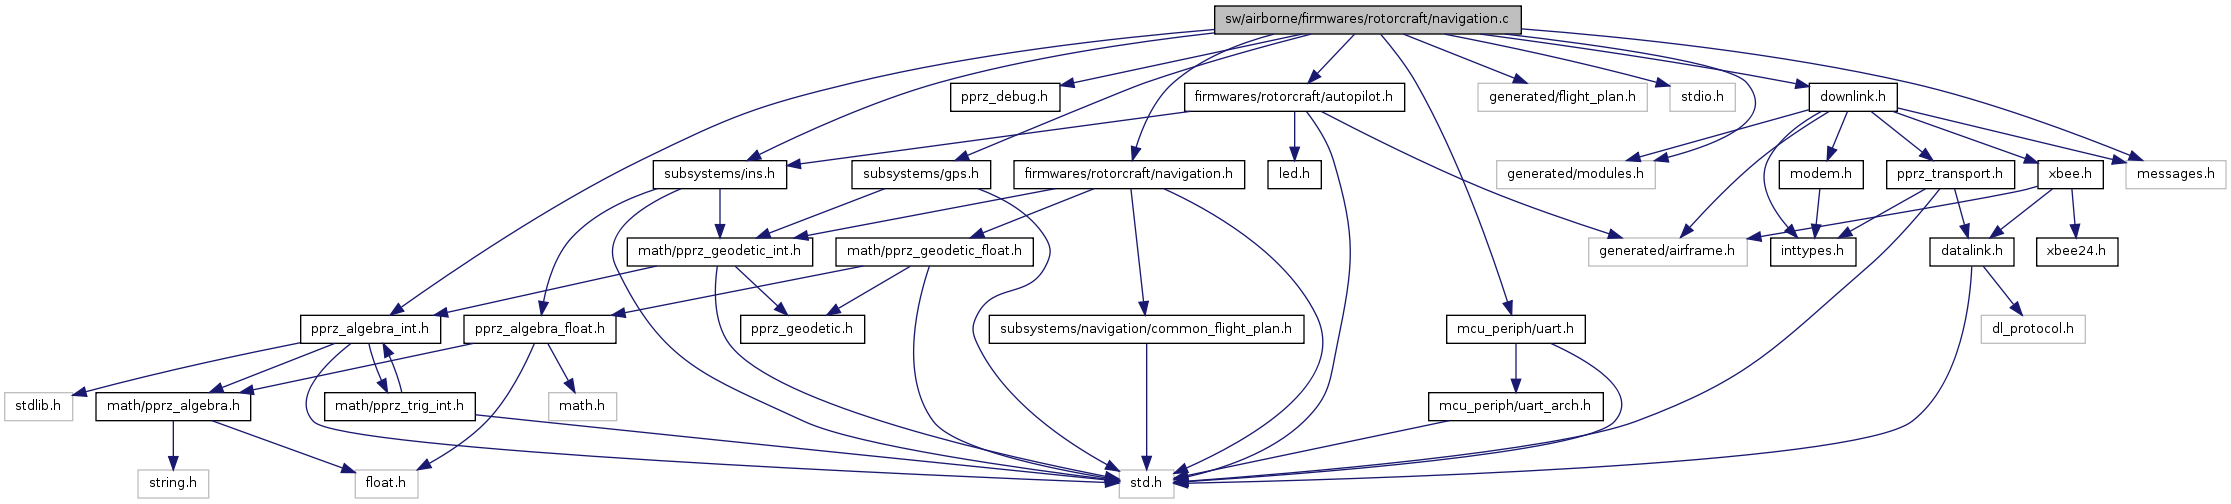 sw/airborne/firmwares/rotorcraft/navigation.c
pprz_debug.h
firmwares/rotorcraft/autopilot.h
generated/flight_plan.h
stdio.h
downlink.h
subsystems/ins.h
subsystems/gps.h
firmwares/rotorcraft/navigation.h
led.h
generated/modules.h
modem.h
pprz_transport.h
xbee.h
messages.h
math/pprz_geodetic_int.h
math/pprz_geodetic_float.h
generated/airframe.h
inttypes.h
datalink.h
xbee24.h
pprz_algebra_int.h
pprz_algebra_float.h
pprz_geodetic.h
subsystems/navigation/common_flight_plan.h
mcu_periph/uart.h
dl_protocol.h
stdlib.h
math/pprz_algebra.h
math/pprz_trig_int.h
math.h
mcu_periph/uart_arch.h
string.h
float.h
std.h